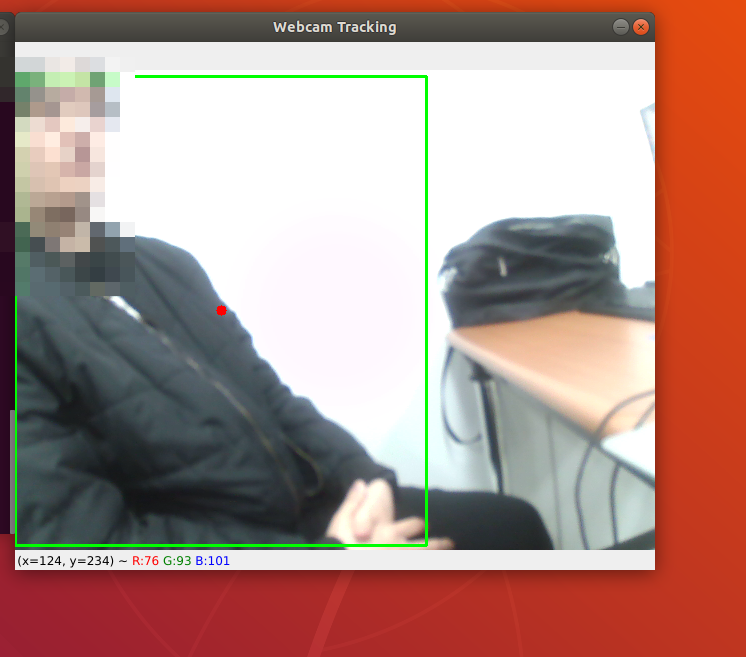 Webcam Tracking
(x=124, y=234) ~ R:76 G:93 B:101